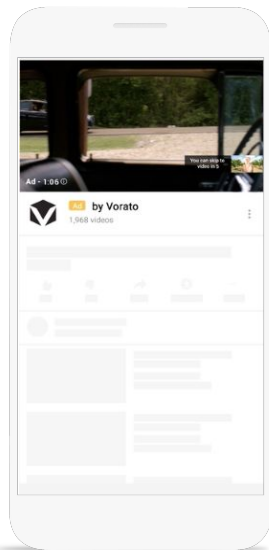 You can skip to
video in 5
Ad • 1:06
Ad by Vorato
1,968 videos